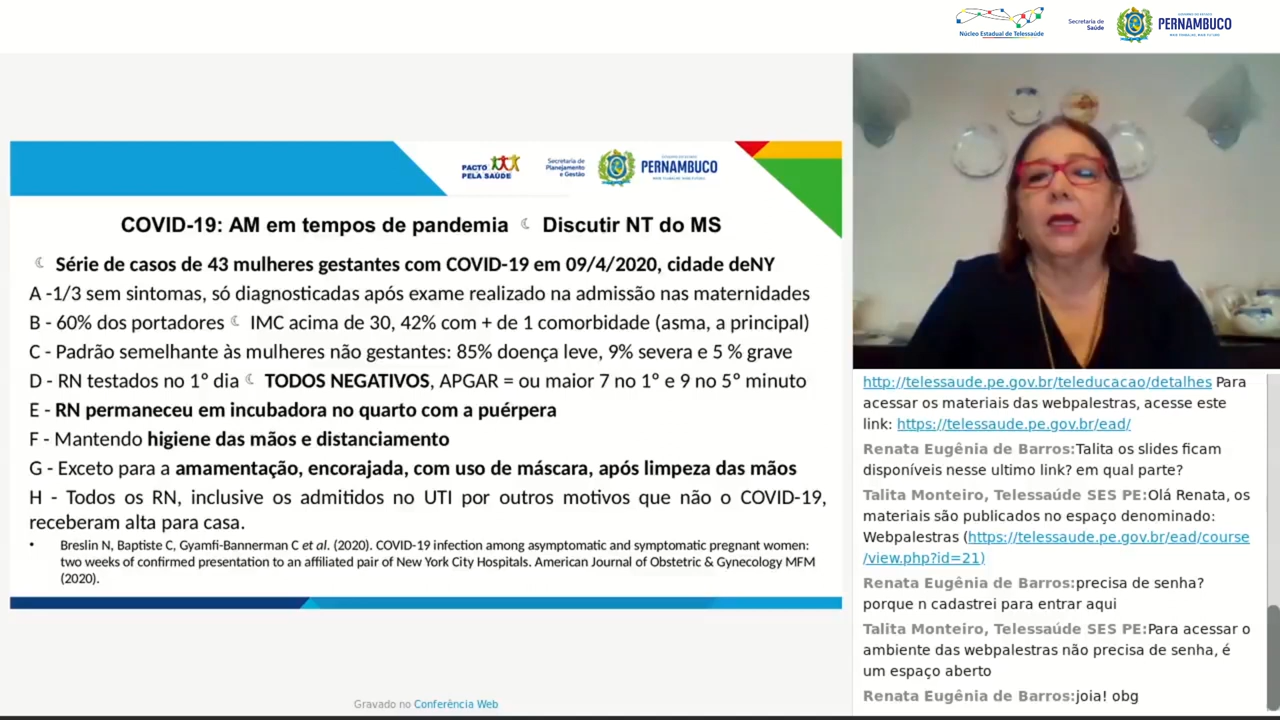 Núcleo Estadual de Telessaúde
Secretaria de
Saúde
PERNAMBUCO
PACTO
PELA SAÚDE
Secretaria de
Planejamento
e Gestão
PERNAMBUCO
COVID-19: AM em tempos de pandemia ☾ Discutir NT do MS
☾ Série de casos de 43 mulheres gestantes com COVID-19 em 09/4/2020, cidade deNY
A -1/3 sem sintomas, só diagnosticadas após exame realizado na admissão nas maternidades
B - 60% dos portadores ☾ IMC acima de 30, 42% com + de 1 comorbidade (asma, a principal)
C - Padrão semelhante às mulheres não gestantes: 85% doença leve, 9% severa e 5 % grave
D - RN testados no 1° dia ☾ TODOS NEGATIVOS, APGAR = ou maior 7 no 1° e 9 no 5° minuto
E - RN permaneceu em incubadora no quarto com a puérpera
F - Mantendo higiene das mãos e distanciamento
G - Exceto para a amamentação, encorajada, com uso de máscara, após limpeza das mãos
H - Todos os RN, inclusive os admitidos no UTI por outros motivos que não o COVID-19,
receberam alta para casa.
• Breslin N, Baptiste C, Gyamfi-Bannerman C et al. (2020). COVID-19 infection among asymptomatic and symptomatic pregnant women:
two weeks of confirmed presentation to an affiliated pair of New York City Hospitals. American Journal of Obstetric & Gynecology MFM
(2020).
Gravado no Conferência Web
http://telessaude.pe.gov.br/teleducacao/detalhes Para
acessar os materiais das webpalestras, acesse este
link: https://telessaude.pe.gov.br/ead/
Renata Eugênia de Barros:Talita os slides ficam
disponíveis nesse ultimo link? em qual parte?
Talita Monteiro, Telessaúde SES PE:Olá Renata, os
materiais são publicados no espaço denominado:
Webpalestras (https://telessaude.pe.gov.br/ead/course
/view.php?id=21)
Renata Eugênia de Barros:precisa de senha?
porque n cadastrei para entrar aqui
Talita Monteiro, Telessaúde SES PE:Para acessar o
ambiente das webpalestras não precisa de senha, é
um espaço aberto
Renata Eugênia de Barros:joia! obg